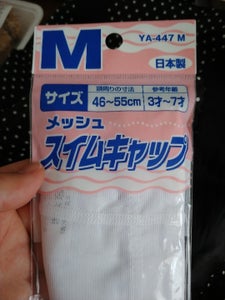 M
YA-447 M
日本製
サイズ
頭周りの寸法 参考年齢
46〜55cm 3才〜7才
メッシュ
スイムキャップ